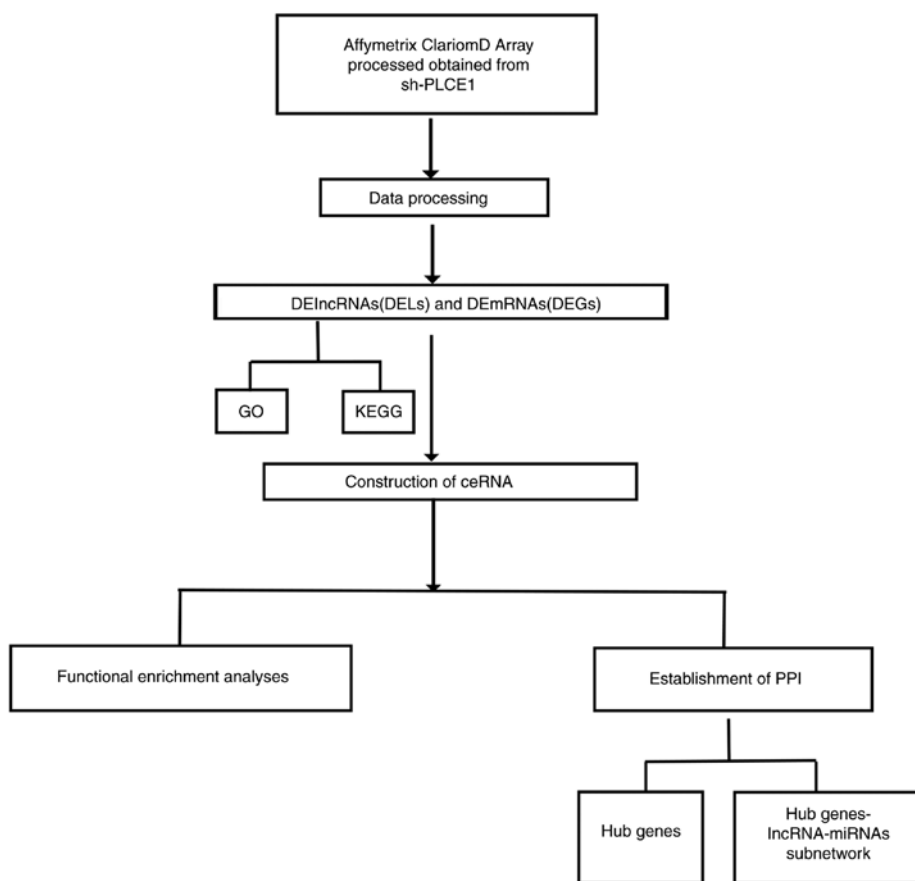 Affymetrix ClariomD Array
processed obtained from
sh-PLCE1
Data processing
DElncRNAs(DELs) and DEmRNAs(DEGs)
GO
KEGG
Construction of ceRNA
Functional enrichment analyses
Establishment of PPI
Hub genes
Hub genes-
lncRNA-miRNAs
subnetwork